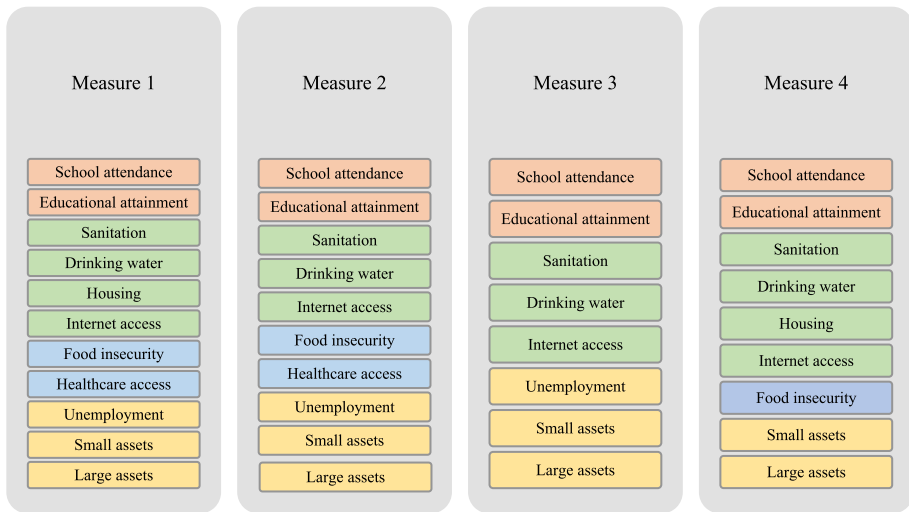 Measure 1
School attendance
Educational attainment
Sanitation
Drinking water
Housing
Internet access
Food insecurity
Healthcare access
Unemployment
Small assets
Large assets
Measure 2
School attendance
Educational attainment
Sanitation
Drinking water
Internet access
Food insecurity
Healthcare access
Unemployment
Small assets
Large assets
Measure 3
School attendance
Educational attainment
Sanitation
Drinking water
Internet access
Unemployment
Small assets
Large assets
Measure 4
School attendance
Educational attainment
Sanitation
Drinking water
Housing
Internet access
Food insecurity
Small assets
Large assets